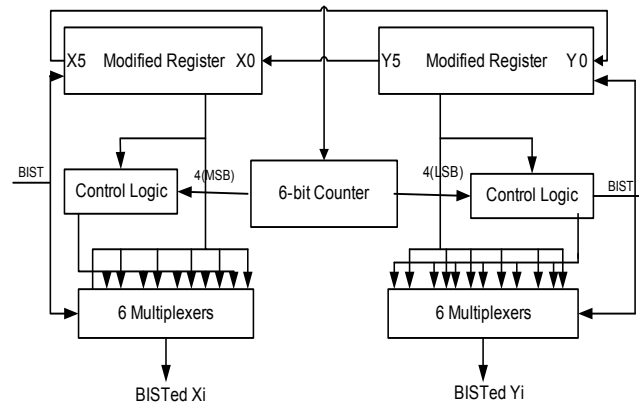 X5 Modified Register X0
Y5 Modified Register Y0
BIST
4(MSB)
4(LSB)
Control Logic
6-bit Counter
Control Logic
BIST
6 Multiplexers
6 Multiplexers
BISTed Xi
BISTed Yi